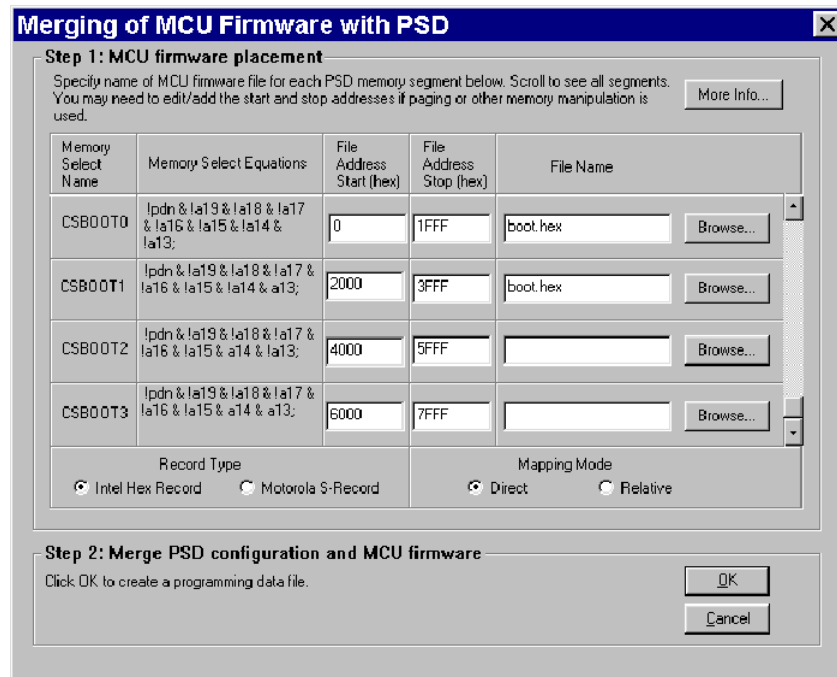 Merging of MCU Firmware with PSD
Step 1: MCU firmware placement
Specify name of MCU firmware file for each PSD memory segment below. Scroll to see all segments.
You may need to edit/add the start and stop addresses if paging or other memory manipulation is
used.
More Info...
Memory
Select
Name
Memory Select Equations
File
Address
Start (hex)
File
Address
Stop (hex)
File Name
CSBOOT0
!pdn & !a19 & !a18 & !a17
& !a16 & !a15 & !a14 &
!a13;
0
1FFF
boot.hex
Browse...
CSBOOT1
!pdn & !a19 & !a18 & !a17 &
!a16 & !a15 & !a14 & a13;
2000
3FFF
boot.hex
Browse...
CSBOOT2
!pdn & !a19 & !a18 & !a17 &
!a16 & !a15 & a14 & !a13;
4000
5FFF
Browse...
CSBOOT3
!pdn & !a19 & !a18 & !a17 &
!a16 & !a15 & a14 & a13;
6000
7FFF
Browse...
Record Type
Intel Hex Record
Motorola S-Record
Mapping Mode
Direct
Relative
Step 2: Merge PSD configuration and MCU firmware
Click OK to create a programming data file.
OK
Cancel